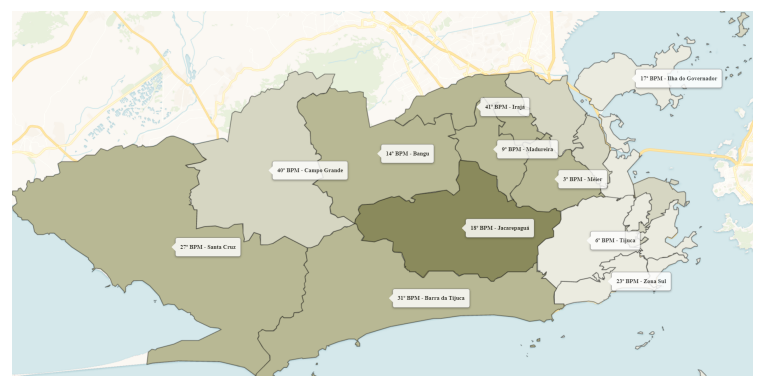 17º BPM - Ilha do Governador
41º BPM - Irajá
9º BPM - Madureira
14º BPM - Bangu
40º BPM - Campo Grande
3º BPM - Méier
18º BPM - Jacarepaguá
6º BPM - Tijuca
27º BPM - Santa Cruz
23º BPM - Zona Sul
31º BPM - Barra da Tijuca